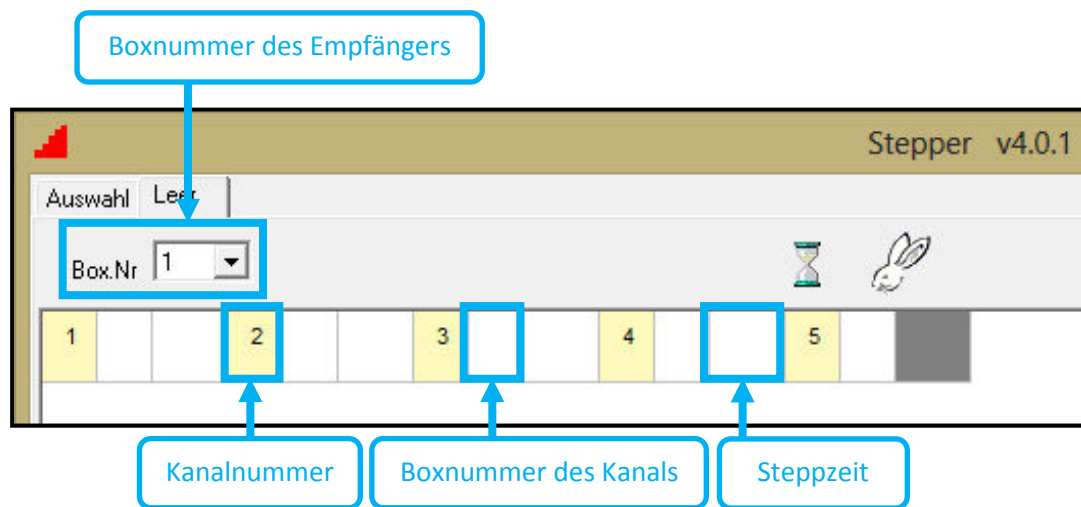 Boxnummer des Empfängers
Stepper v4.0.1
Auswahl Leer
Box.Nr 1
1 2 3 4 5
Kanalnummer Boxnummer des Kanals Steppzeit